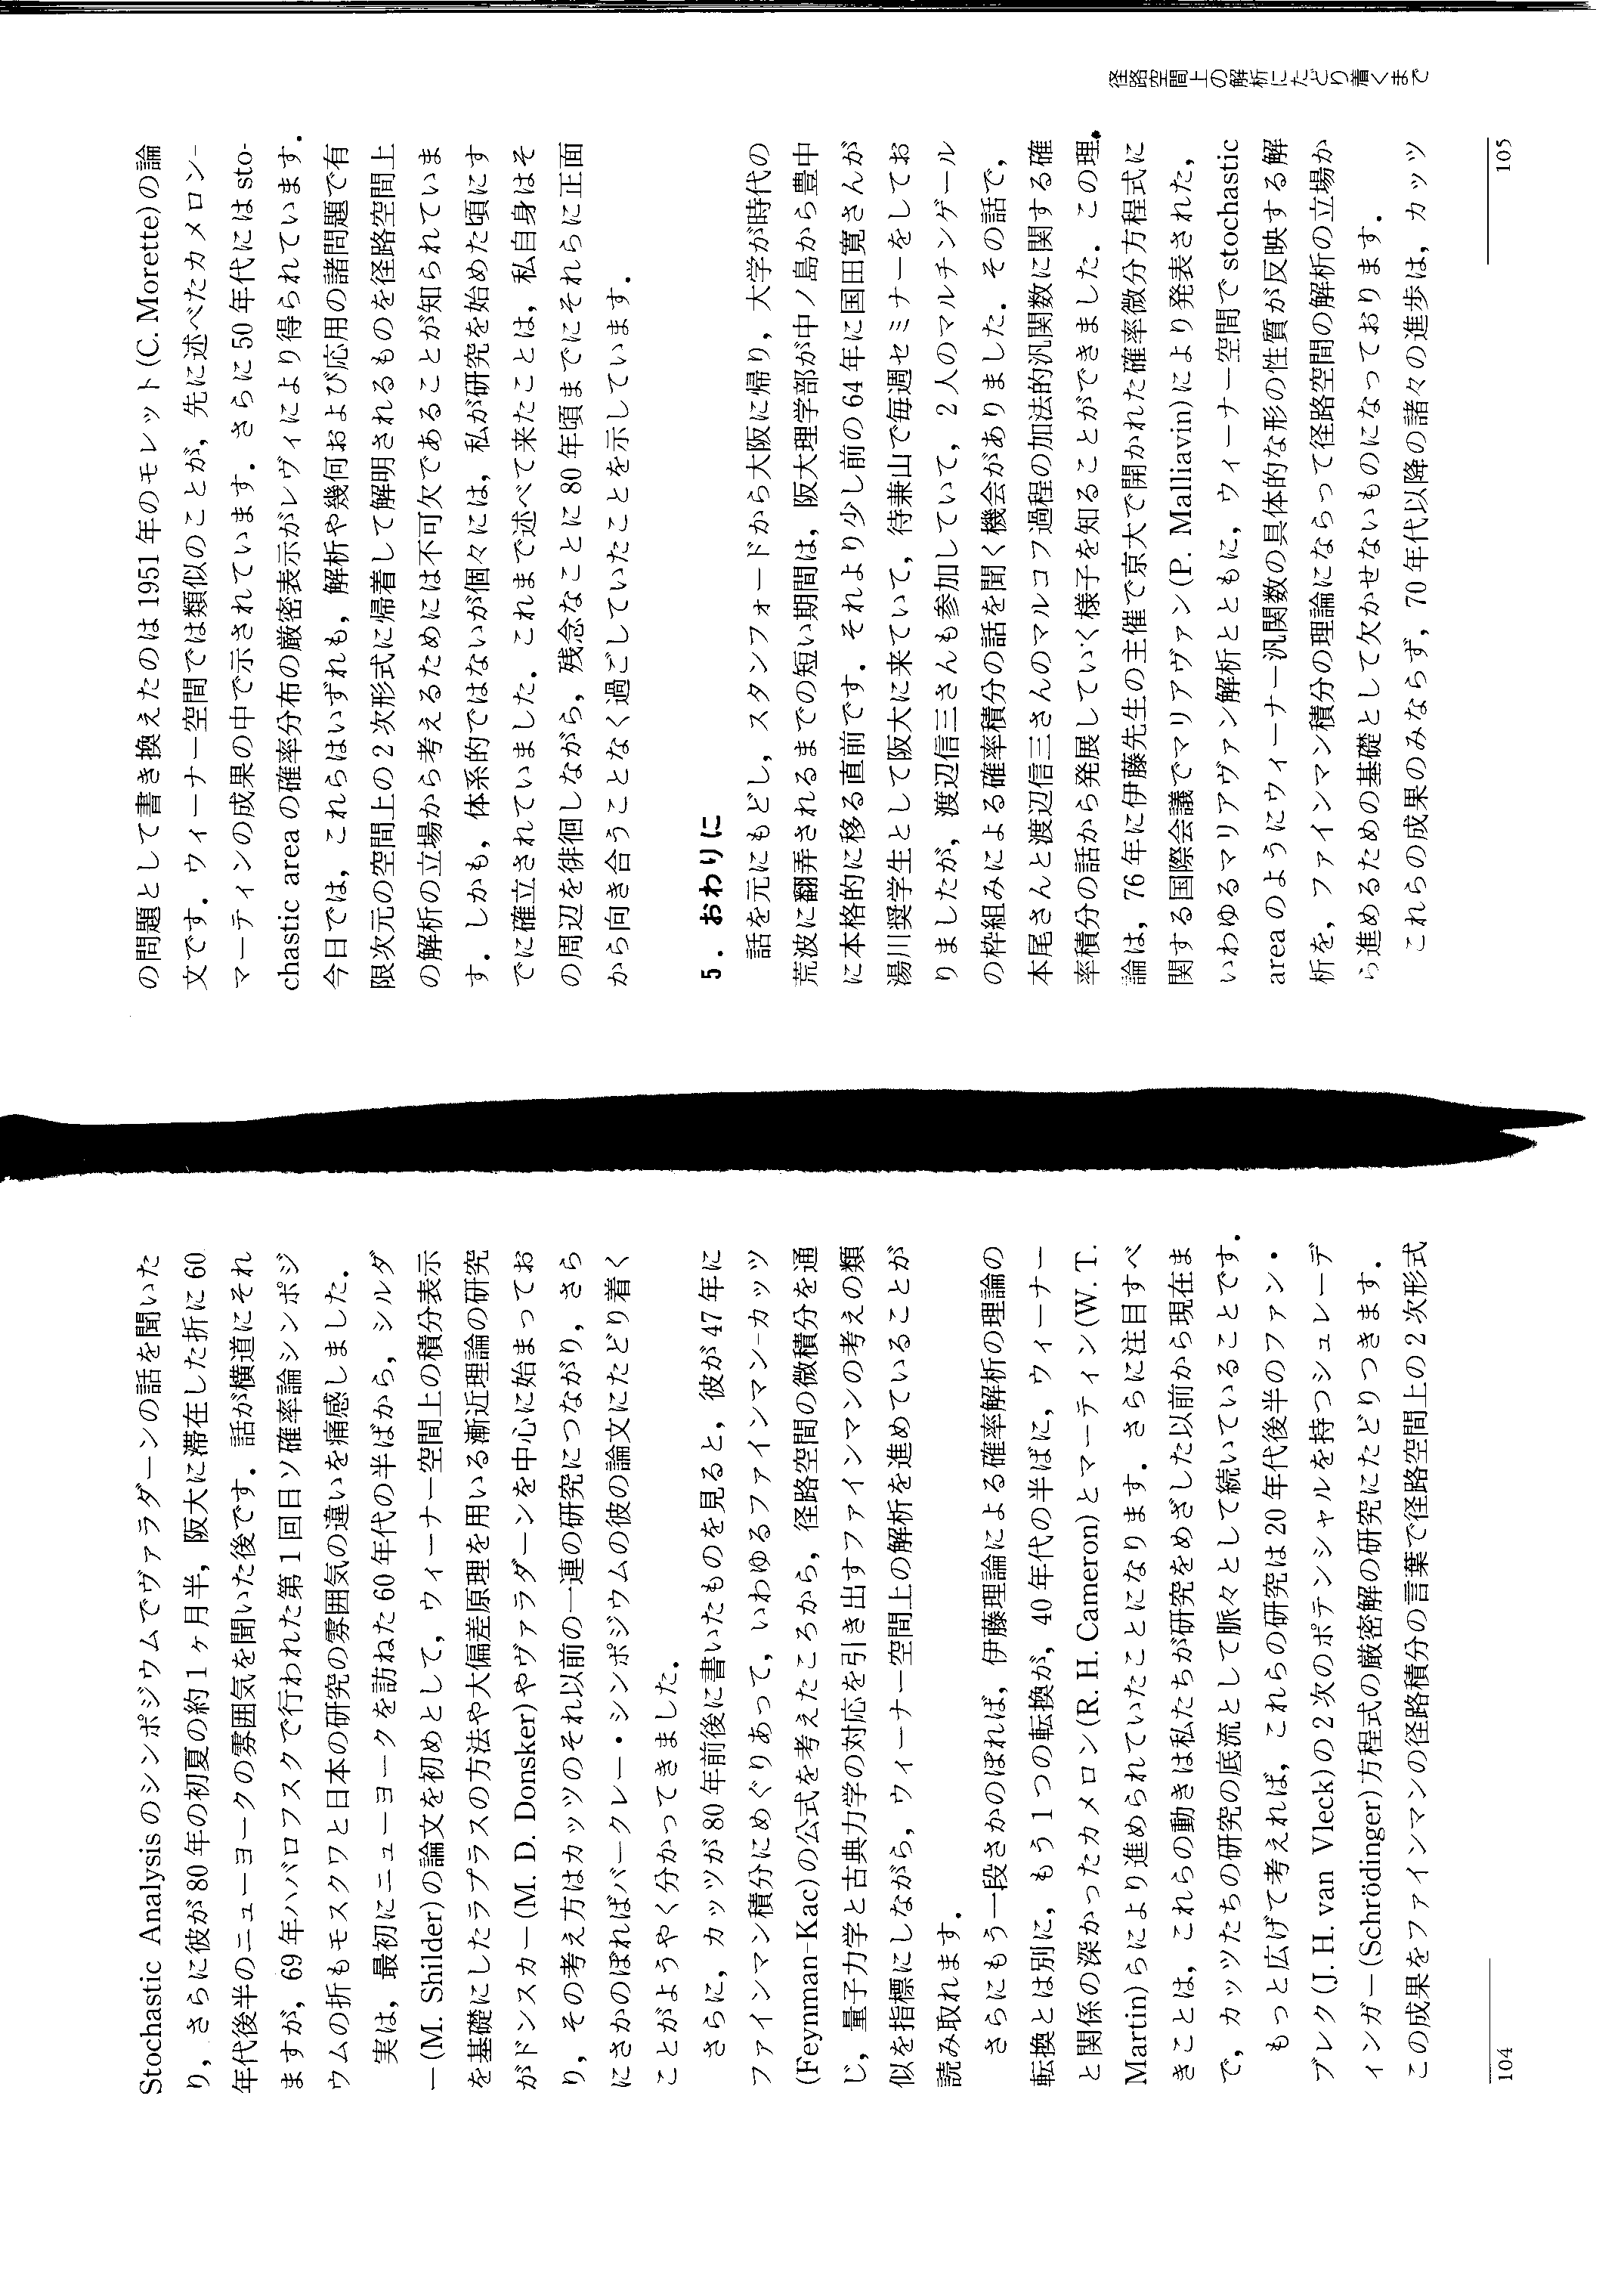 Stochastic Analysis のシンポジウムでヴァラダーンの話を聞いた
り，さらに彼が 80 年の初夏の約 1 ヶ月半，阪大に滞在した折に 60
年代後半のニューヨークの雰囲気を聞いた後です．話が横道にそれ
ますが，69 年ハバロフスクで行われた第 1 回日ソ確率論シンポジ
ウムの折もモスクワと日本の研究の雰囲気の違いを痛感しました．
実は，最初にニューヨークを訪ねた 60 年代の半ばから，シルダ
ー(M. Shilder)の論文を初めとして，ウィーナー空間上の積分表示
を基礎にしたラプラスの方法や大偏差原理を用いる漸近理論の研究
がドンスカー(M. D. Donsker)やヴァラダーンを中心に始まってお
り，その考え方はカッツのそれ以前の一連の研究につながり，さら
にさかのぼればバークレー・シンポジウムの彼の論文にたどり着く
ことがようやく分かってきました．
さらに，カッツが 80 年前後に書いたものを見ると，彼が 47 年に
ファインマン積分にめぐりあって，いわゆるファインマン-カッツ
(Feynman-Kac)の公式を考えたころから，径路空間の微積分を通
じ，量子力学と古典力学の対応を引き出すファインマンの考えの類
似を指標にしながら，ウィーナー空間上の解析を進めていることが
読み取れます．
さらにもう一段さかのぼれば，伊藤理論による確率解析の理論の
転換とは別に，もう 1 つの転換が，40 年代の半ばに，ウィーナー
と関係の深かったカメロン(R. H. Cameron)とマーティン(W. T.
Martin)らにより進められていたことになります．さらに注目すべ
きことは，これらの動きは私たちが研究をめざした以前から現在ま
で，カッツたちの研究の底流として脈々として続いていることです．
もっと広げて考えれば，これらの研究は 20 年代後半のファン・
ブレク(J. H. van Vleck)の 2 次のポテンシャルを持つシュレーデ
ィンガー(Schrödinger)方程式の厳密解の研究にたどりつきます．
この成果をファインマンの径路積分の言葉で径路空間上の 2 次形式
104
径路空間上の解析にたどり着くまで
の問題として書き換えたのは 1951 年のモレット(C. Morette)の論
文です．ウィーナー空間では類似のことが，先に述べたカメロン-
マーティンの成果の中で示されています．さらに 50 年代には sto-
chastic area の確率分布の厳密表示がレヴィにより得られています．
今日では，これらはいずれも，解析や幾何および応用の諸問題で有
限次元の空間上の 2 次形式に帰着して解明されるものを径路空間上
の解析の立場から考えるためには不可欠であることが知られていま
す．しかも，体系的ではないが個々には，私が研究を始めた頃にす
でに確立されていました．これまで述べて来たことは，私自身はそ
の周辺を徘徊しながら，残念なことに 80 年頃までにそれらに正面
から向き合うことなく過ごしていたことを示しています．
5．おわりに
話を元にもどし，スタンフォードから大阪に帰り，大学が時代の
荒波に翻弄されるまでの短い期間は，阪大理学部が中ノ島から豊中
に本格的に移る直前です．それより少し前の 64 年に国田寛さんが
湯川奨学生として阪大に来ていて，待兼山で毎週セミナーをしてお
りましたが，渡辺信三さんも参加していて，2 人のマルチンゲール
の枠組みによる確率積分の話を聞く機会がありました．その話で，
本尾さんと渡辺信三さんのマルコフ過程の加法的汎関数に関する確
率積分の話から発展していく様子を知ることができました．この理
論は，76 年に伊藤先生の主催で京大で開かれた確率微分方程式に
関する国際会議でマリアヴァン(P. Malliavin)により発表された，
いわゆるマリアヴァン解析とともに，ウィーナー空間で stochastic
area のようにウィーナー汎関数の具体的な形の性質が反映する解
析を，ファインマン積分の理論にならって径路空間の解析の立場か
ら進めるための基礎として欠かせないものになっております．
これらの成果のみならず，70 年代以降の諸々の進歩は，カッツ
105